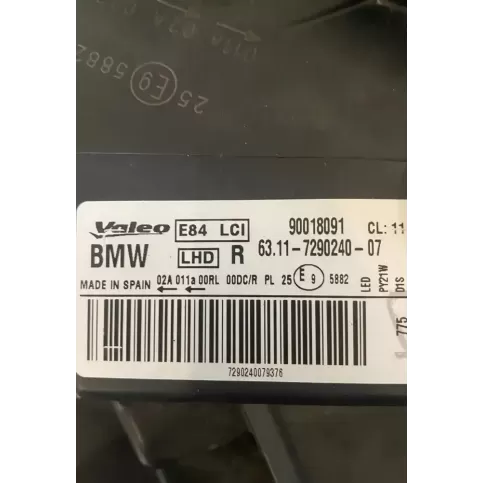 25 E9 5882
Valeo E84 LCI 90018091 CL: 11
BMW LHD R 63.11-7290240-07
MADE IN SPAIN 02A 011a 00RL 00DC/R PL 25 E 9 5882
LED
PY21W
D1S
775
7290240079376